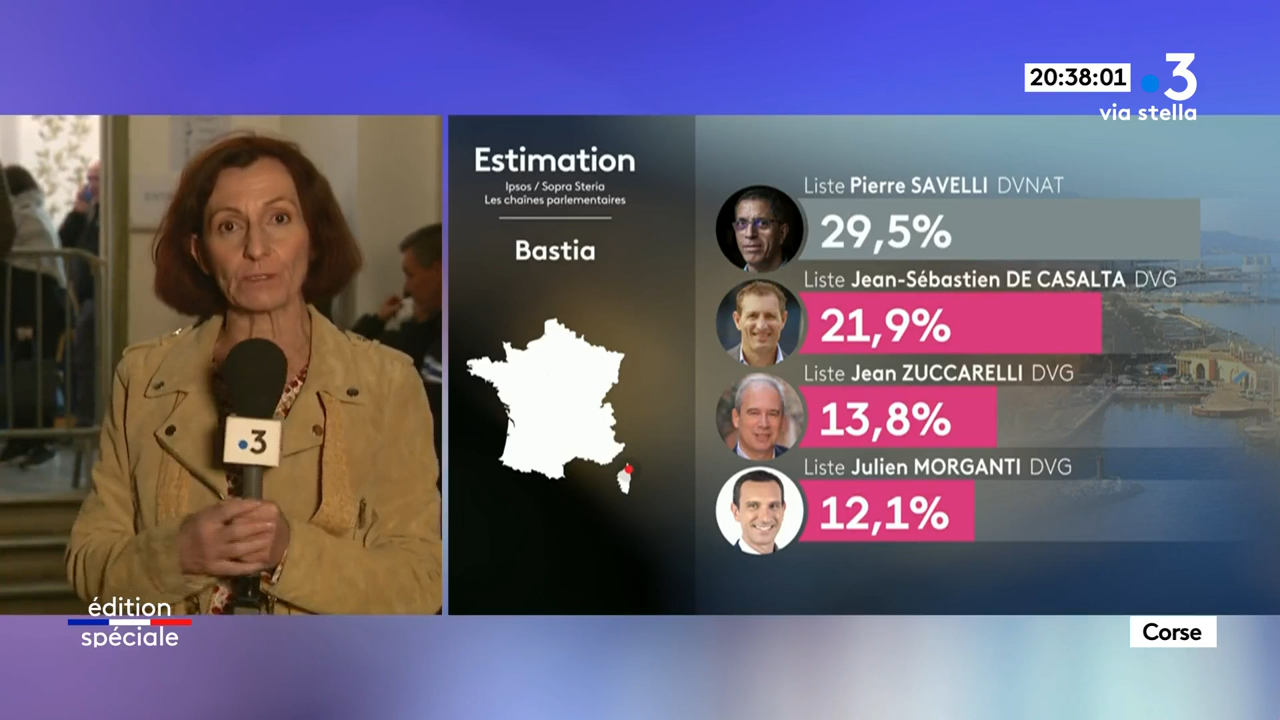 20:38:01
3
via stella
Estimation
Ipsos / Sopra Steria
Les chaînes parlementaires
Bastia
Liste Pierre SAVELLI DVNAT
29,5%
Liste Jean-Sébastien DE CASALTA DVG
21,9%
Liste Jean ZUCCARELLI DVG
13,8%
Liste Julien MORGANTI DVG
12,1%
3
édition
spéciale
Corse